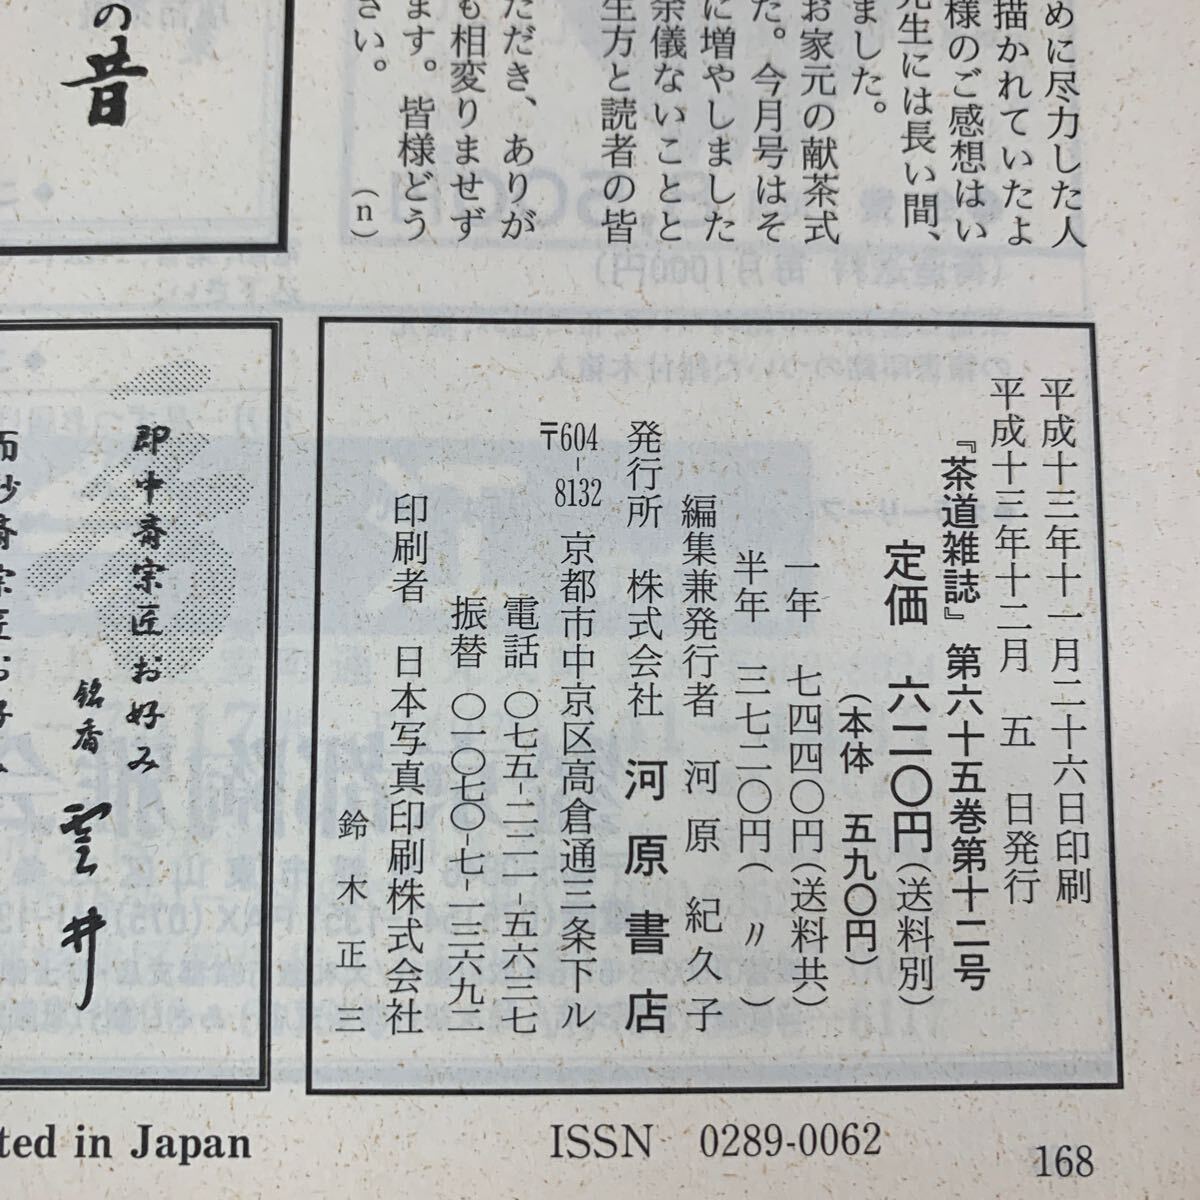 めに尽力した人
描かれていたよ
様のご感想はい
先生には長い間、
ました。
お家元の献茶式
た。今月号はそ
に増やしました
余儀ないことと
生方と読者の皆
ただき、ありが
も相変りませず
ます。皆様どう
さい。
(n)
の昔
平成十三年十一月二十六日印刷
平成十三年十二月 五 日発行
『茶道雑誌』第六十五巻第十二号
定価 六二〇円(送料別)
(本体 五九〇円)
一年 七四四〇円(送料共)
半年 三七二〇円( 〃 )
編集兼発行者 河原 紀久子
発行所 株式会社 河原書店
〒604-8132 京都市中京区高倉通三条下ル
電話 〇七五-二二一-五六三七
振替 〇一〇七〇-七-二三六九二
印刷者 日本写真印刷株式会社
鈴木正三
即中斎宗匠お好み
銘香 雲井
而妙斎宗匠お好み
ted in Japan
ISSN 0289-0062
168